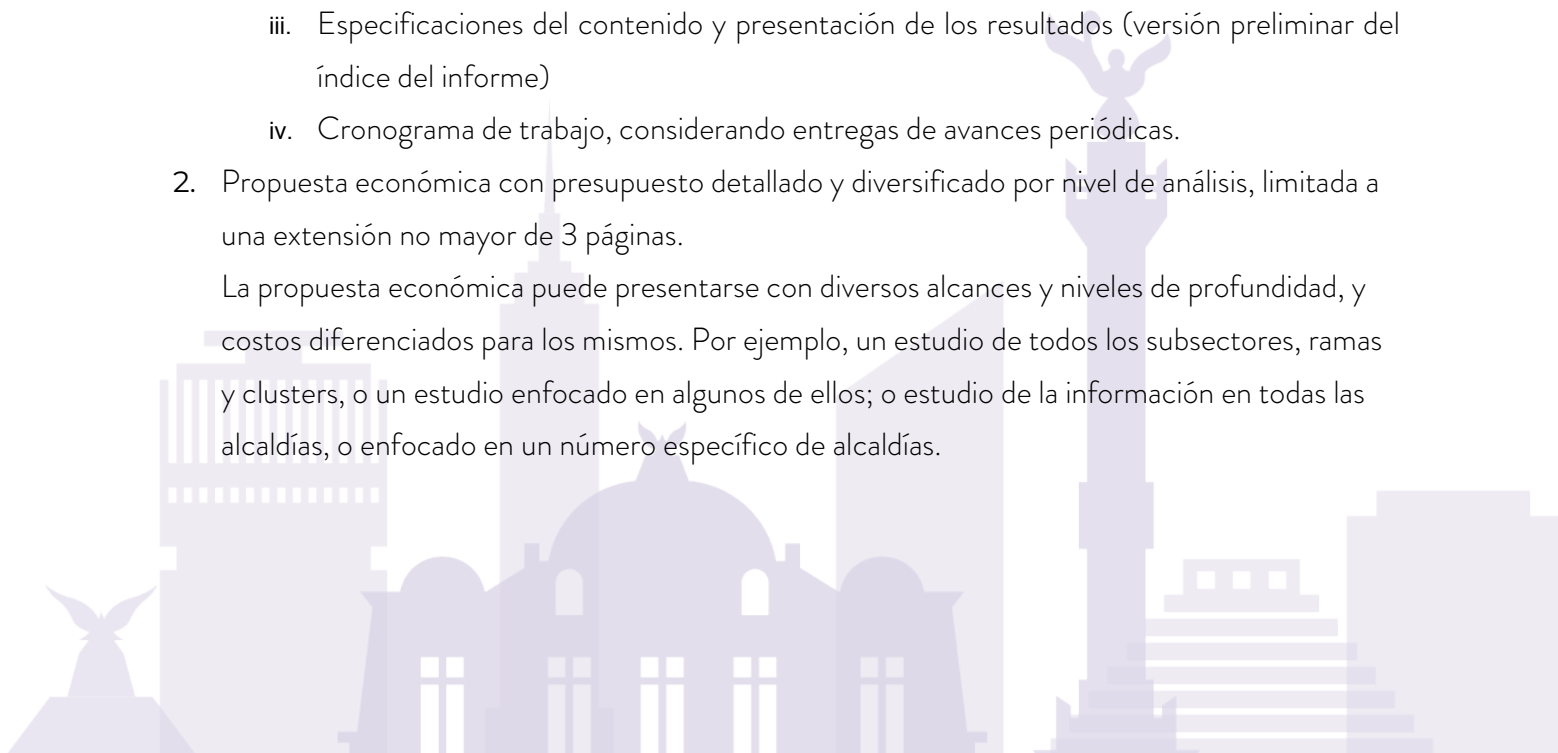 iii. Especificaciones del contenido y presentación de los resultados (versión preliminar del
índice del informe)
iv. Cronograma de trabajo, considerando entregas de avances periódicas.
2. Propuesta económica con presupuesto detallado y diversificado por nivel de análisis, limitada a
una extensión no mayor de 3 páginas.
La propuesta económica puede presentarse con diversos alcances y niveles de profundidad, y
costos diferenciados para los mismos. Por ejemplo, un estudio de todos los subsectores, ramas
y clusters, o un estudio enfocado en algunos de ellos; o estudio de la información en todas las
alcaldías, o enfocado en un número específico de alcaldías.